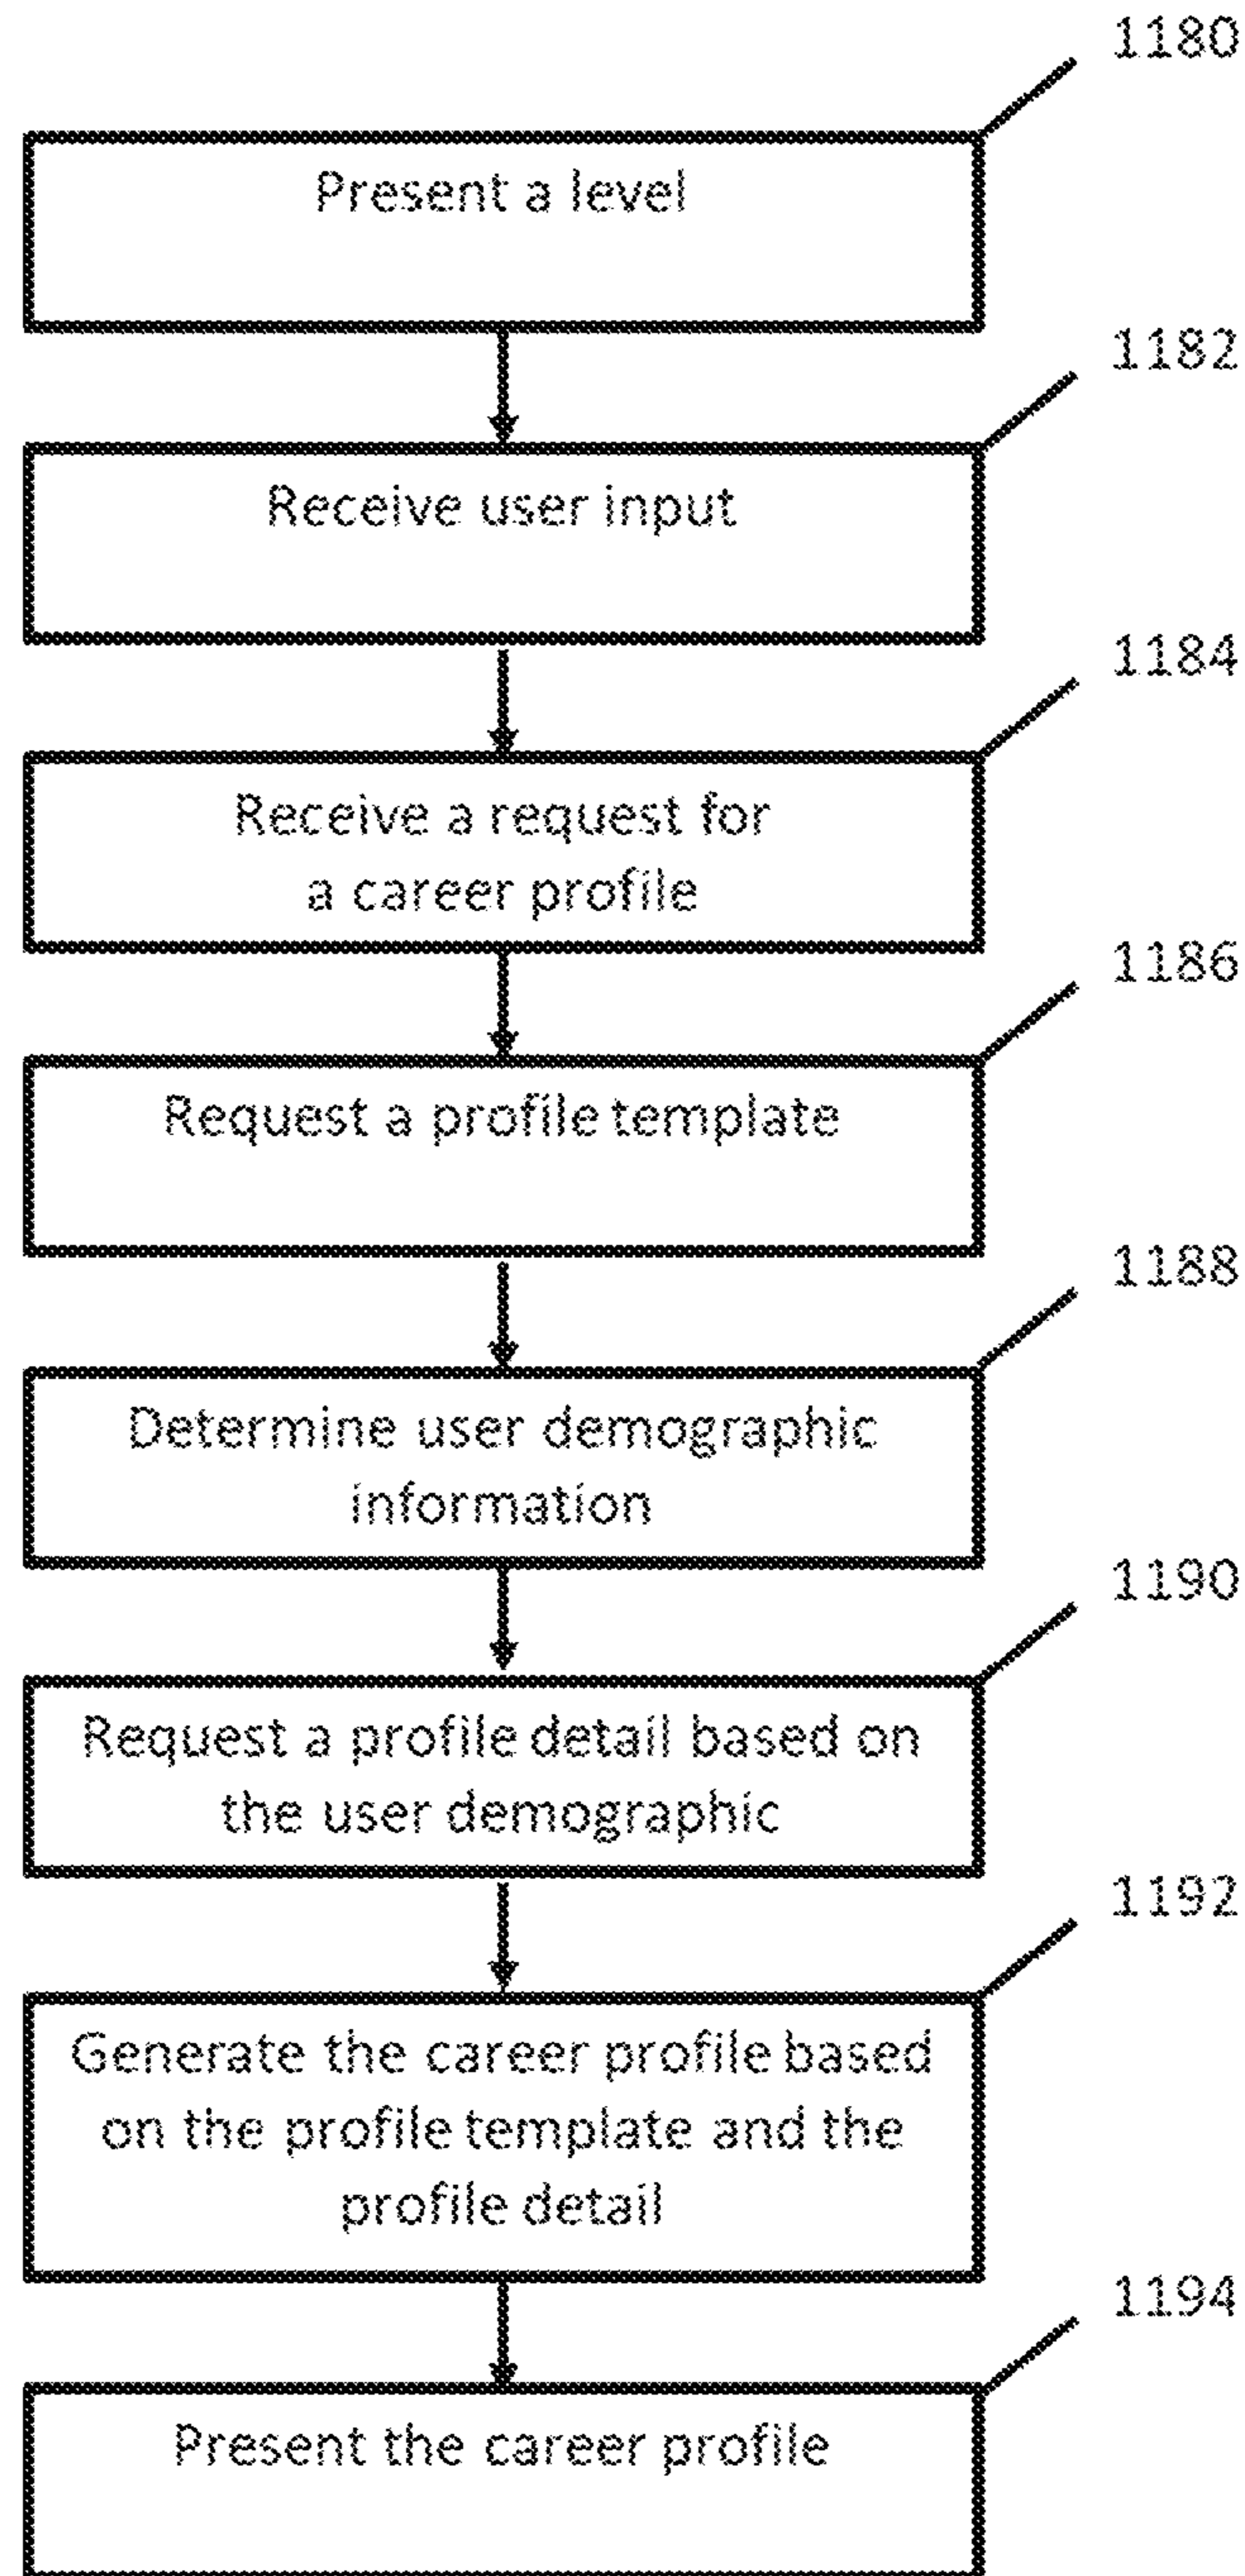 1180
Present a level
1182
Receive user input
1184
Receive a request for
a career profile
1186
Request a profile template
1188
Determine user demographic
information
1190
Request a profile detail based on
the user demographic
1192
Generate the career profile based
on the profile template and the
profile detail
1194
Present the career profile